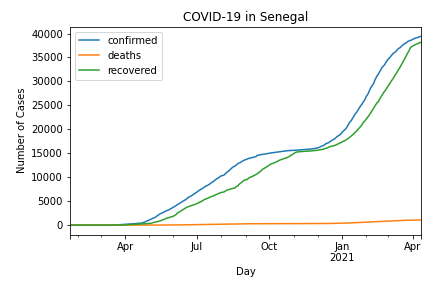 COVID-19 in Senegal
confirmed
deaths
recovered
Number of Cases
40000
35000
30000
25000
20000
15000
10000
5000
0
Apr Jul Oct Jan Apr
2021
Day